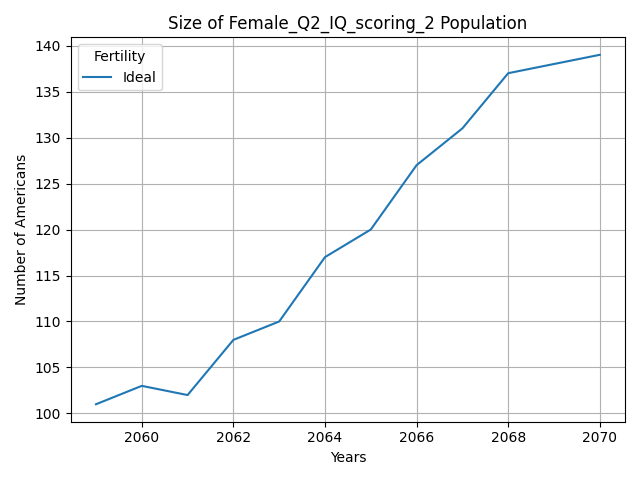 Size of Female_Q2_IQ_scoring_2 Population
Fertility
Ideal
140
135
130
125
120
115
110
105
100
Number of Americans
2060 2062 2064 2066 2068 2070
Years